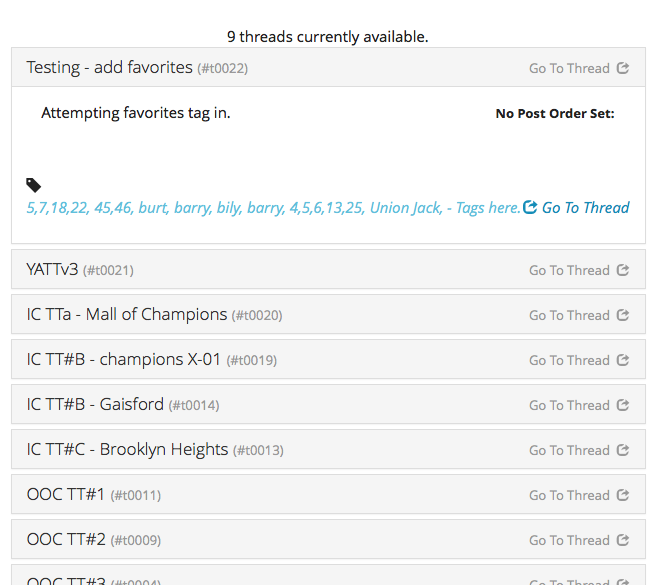 9 threads currently available.
Testing - add favorites (#t0022) Go To Thread
Attempting favorites tag in. No Post Order Set:
5,7,18,22, 45,46, burt, barry, bily, barry, 4,5,6,13,25, Union Jack, - Tags here. Go To Thread
YATTv3 (#t0021) Go To Thread
IC TTa - Mall of Champions (#t0020) Go To Thread
IC TT#B - champions X-01 (#t0019) Go To Thread
IC TT#B - Gaisford (#t0014) Go To Thread
IC TT#C - Brooklyn Heights (#t0013) Go To Thread
OOC TT#1 (#t0011) Go To Thread
OOC TT#2 (#t0009) Go To Thread
OOC TT#3 (#t0004) Go To Thread